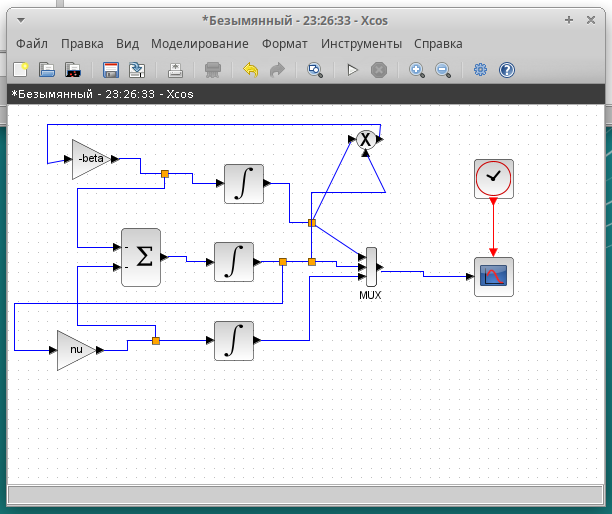 *Безымянный - 23:26:33 - Xcos
Файл Правка Вид Моделирование Формат Инструменты Справка
*Безымянный - 23:26:33 - Xcos
-beta
X
∫
Σ
- 
-
∫
MUX
nu
∫